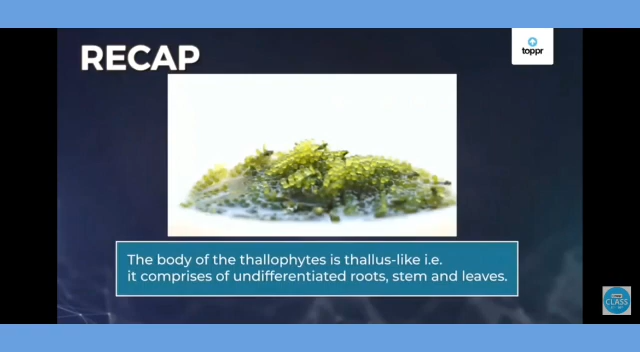 RECAP
toppr
The body of the thallophytes is thallus-like i.e.
it comprises of undifferentiated roots, stem and leaves.
CLASS